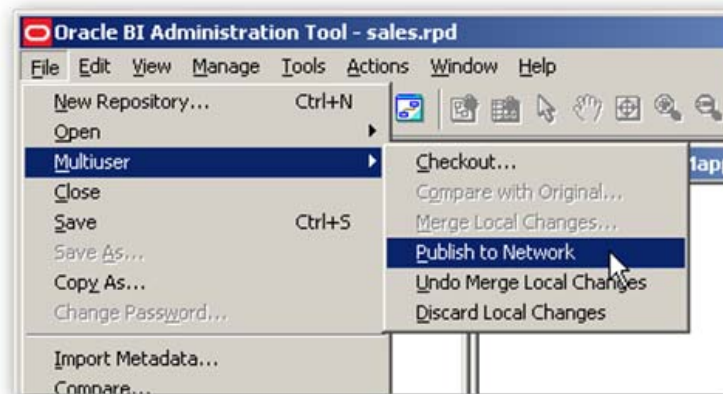 Oracle BI Administration Tool - sales.rpd
File Edit View Manage Tools Actions Window Help
New Repository... Ctrl+N
Open
Multiuser
Close
Save Ctrl+S
Save As...
Copy As...
Change Password...
Import Metadata...
Compare...
Checkout...
Compare with Original...
Merge Local Changes...
Publish to Network
Undo Merge Local Changes
Discard Local Changes